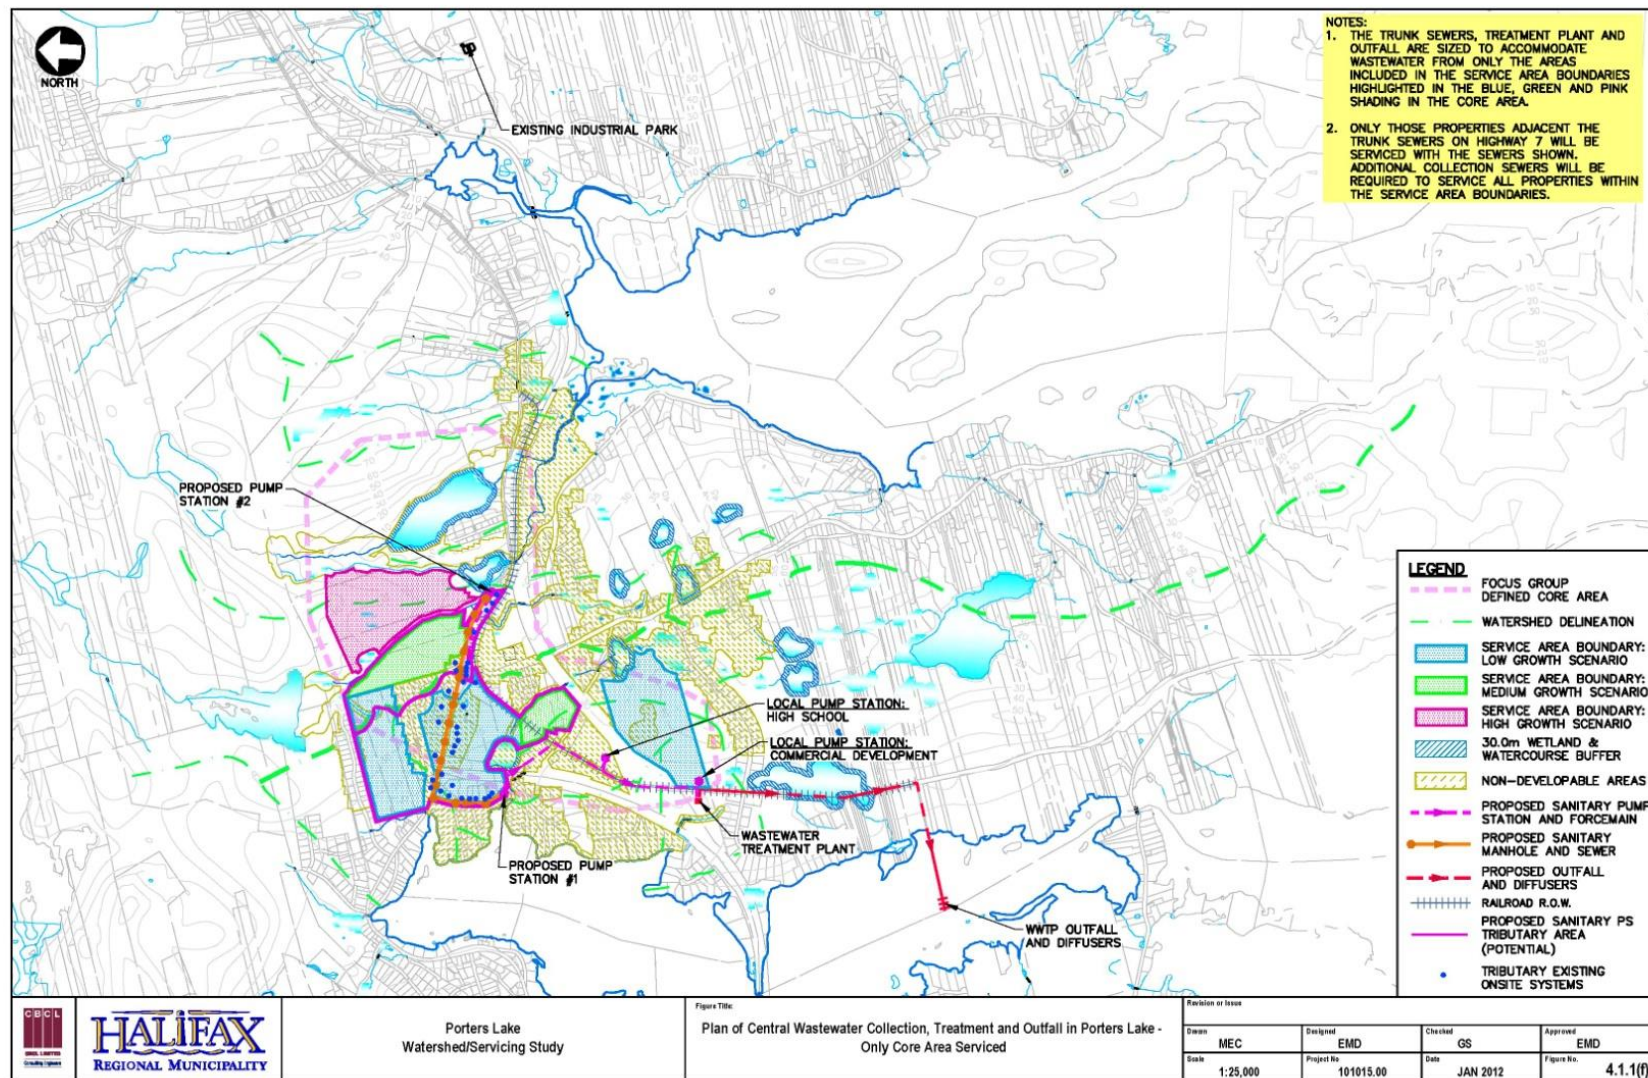 NORTH
tp
EXISTING INDUSTRIAL PARK
NOTES:
1. THE TRUNK SEWERS, TREATMENT PLANT AND
OUTFALL ARE SIZED TO ACCOMMODATE
WASTEWATER FROM ONLY THE AREAS
INCLUDED IN THE SERVICE AREA BOUNDARIES
HIGHLIGHTED IN THE BLUE, GREEN AND PINK
SHADING IN THE CORE AREA.
2. ONLY THOSE PROPERTIES ADJACENT THE
TRUNK SEWERS ON HIGHWAY 7 WILL BE
SERVICED WITH THE SEWERS SHOWN.
ADDITIONAL COLLECTION SEWERS WILL BE
REQUIRED TO SERVICE ALL PROPERTIES WITHIN
THE SERVICE AREA BOUNDARIES.
PROPOSED PUMP
STATION #2
LOCAL PUMP STATION:
HIGH SCHOOL
LOCAL PUMP STATION:
COMMERCIAL DEVELOPMENT
WASTEWATER
TREATMENT PLANT
PROPOSED PUMP
STATION #1
WWTP OUTFALL
AND DIFFUSERS
LEGEND
FOCUS GROUP
DEFINED CORE AREA
WATERSHED DELINEATION
SERVICE AREA BOUNDARY:
LOW GROWTH SCENARIO
SERVICE AREA BOUNDARY:
MEDIUM GROWTH SCENARIO
SERVICE AREA BOUNDARY:
HIGH GROWTH SCENARIO
30.0m WETLAND &
WATERCOURSE BUFFER
NON-DEVELOPABLE AREAS
PROPOSED SANITARY PUMP
STATION AND FORCEMAIN
PROPOSED SANITARY
MANHOLE AND SEWER
PROPOSED OUTFALL
AND DIFFUSERS
RAILROAD R.O.W.
PROPOSED SANITARY PS
TRIBUTARY AREA
(POTENTIAL)
TRIBUTARY EXISTING
ONSITE SYSTEMS
CBCL
CBCL LIMITED
Consulting Engineers
HALIFAX
REGIONAL MUNICIPALITY
Porters Lake
Watershed/Servicing Study
Figure Title:
Plan of Central Wastewater Collection, Treatment and Outfall in Porters Lake -
Only Core Area Serviced
Revision or Issue
Drawn
MEC
Designed
EMD
Checked
GS
Approved
EMD
Scale
1:25,000
Project No
101015.00
Date
JAN 2012
Figure No.